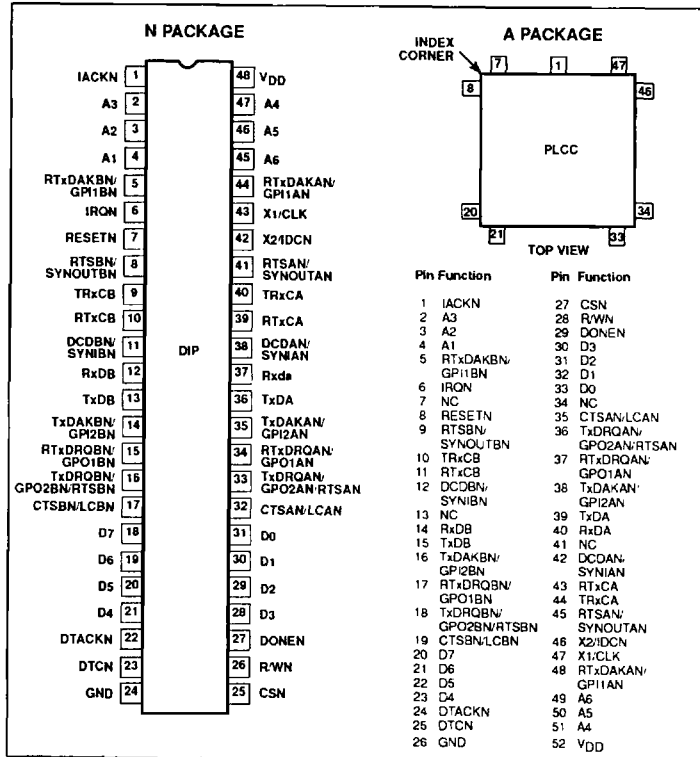 N PACKAGE
IACKN 1
A3 2
A2 3
A1 4
RTxDAKBN/
GPI1BN 5
IRQN 6
RESETN 7
RTSBN/
SYNOUTBN 8
TRxCB 9
RTxCB 10
DCDBN/
SYNIBN 11
RxDB 12
TxDB 13
TxDAKBN/
GPI2BN 14
RTxDRQBN/
GPO1BN 15
TxDRQBN/
GPO2BN/RTSBN 16
CTSBN/LCBN 17
D7 18
D6 19
D5 20
D4 21
DTACKN 22
DTCN 23
GND 24
DIP
48 VDD
47 A4
46 A5
45 A6
44 RTxDAKAN/
GPI1AN
43 X1/CLK
42 X2/IDCN
41 RTSAN/
SYNOUTAN
40 TRxCA
39 RTxCA
38 DCDAN/
SYNIAN
37 Rxda
36 TxDA
35 TxDAKAN/
GPI2AN
34 RTxDRQAN/
GPO1AN
33 TxDRQAN/
GPO2AN/RTSAN
32 CTSAN/LCAN
31 D0
30 D1
29 D2
28 D3
27 DONEN
26 R/WN
25 CSN
A PACKAGE
INDEX
CORNER
7 1 47
8 46
PLCC
20 34
21 33
TOP VIEW
Pin Function
1 IACKN
2 A3
3 A2
4 A1
5 RTxDAKBN/
GPI1BN
6 IRQN
7 NC
8 RESETN
9 RTSBN/
SYNOUTBN
10 TRxCB
11 RTxCB
12 DCDBN/
SYNIBN
13 NC
14 RxDB
15 TxDB
16 TxDAKBN/
GPI2BN
17 RTxDRQBN/
GPO1BN
18 TxDRQBN/
GPO2BN/RTSBN
19 CTSBN/LCBN
20 D7
21 D6
22 D5
23 D4
24 DTACKN
25 DTCN
26 GND
Pin Function
27 CSN
28 R/WN
29 DONEN
30 D3
31 D2
32 D1
33 D0
34 NC
35 CTSAN/LCAN
36 TxDRQAN/
GPO2AN/RTSAN
37 RTxDRQAN/
GPO1AN
38 TxDAKAN/
GPI2AN
39 TxDA
40 RxDA
41 NC
42 DCDAN/
SYNIAN
43 RTxCA
44 TRxCA
45 RTSAN/
SYNOUTAN
46 X2/IDCN
47 X1/CLK
48 RTxDAKAN/
GPI1AN
49 A6
50 A5
51 A4
52 VDD